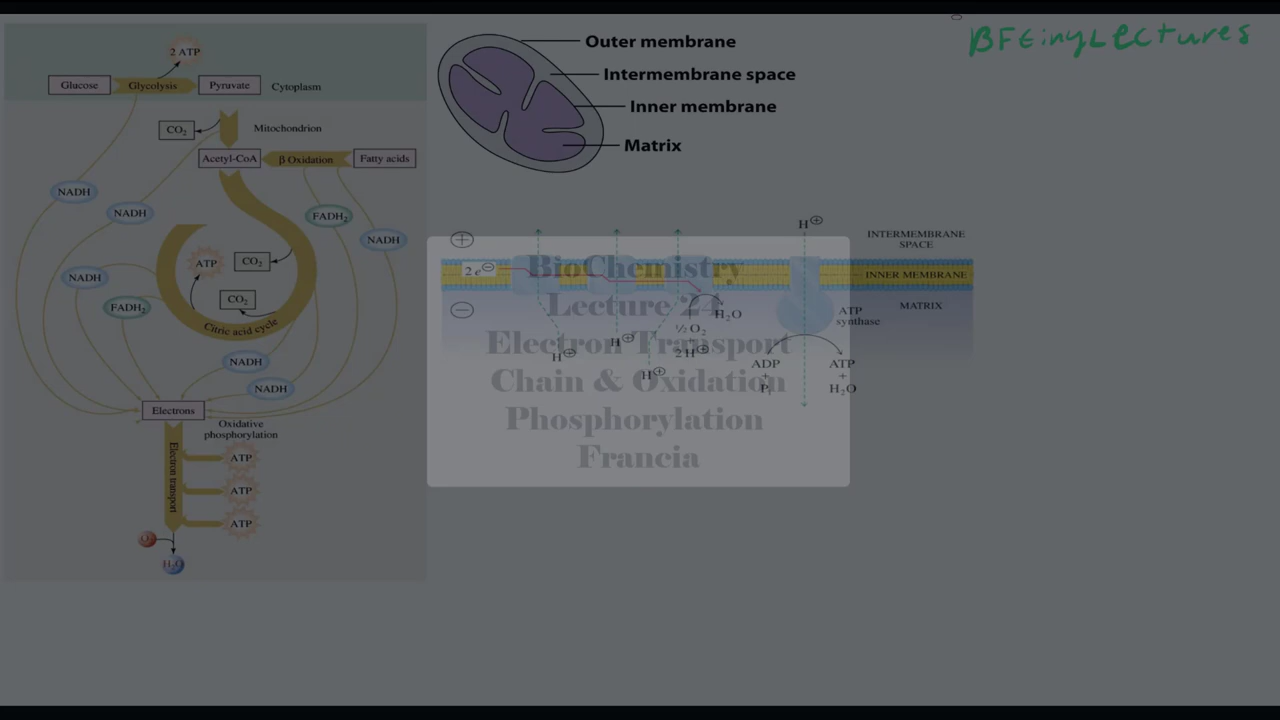 BFEinyLectures
2 ATP
Glucose
Glycolysis
Pyruvate
Cytoplasm
CO2
Mitochondrion
Acetyl-CoA
β Oxidation
Fatty acids
NADH
NADH
FADH2
NADH
ATP
CO2
NADH
FADH2
CO2
Citric acid cycle
NADH
NADH
Electrons
Oxidative
phosphorylation
Electron transport
ATP
ATP
ATP
H2O
Outer membrane
Intermembrane space
Inner membrane
Matrix
H⊕
INTERMEMBRANE
SPACE
⊕
2 e⊖
INNER MEMBRANE
⊖
MATRIX
H2O
ATP
synthase
½ O2
+
2H⊕
H⊕
H⊕
H⊕
ADP
+
Pi
ATP
+
H2O
BioChemistry
Lecture 24
Electron Transport
Chain & Oxidation
Phosphorylation
Francia